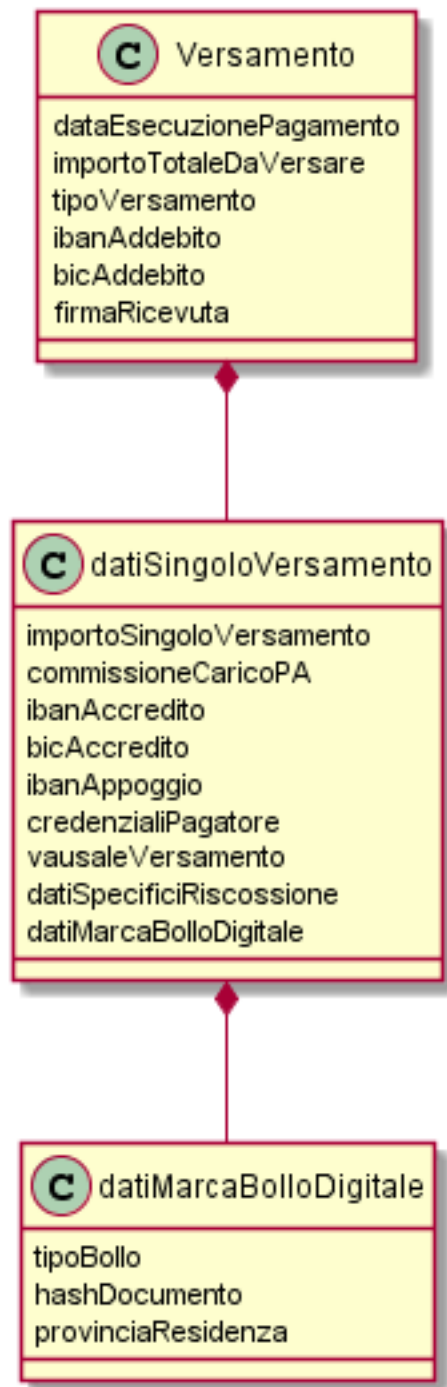 C Versamento
dataEsecuzionePagamento
importoTotaleDaVersare
tipoVersamento
ibanAddebito
bicAddebito
firmaRicevuta
C datiSingoloVersamento
importoSingoloVersamento
commissioneCaricoPA
ibanAccredito
bicAccredito
ibanAppoggio
credenzialiPagatore
vausaleVersamento
datiSpecificiRiscossione
datiMarcaBolloDigitale
C datiMarcaBolloDigitale
tipoBollo
hashDocumento
provinciaResidenza